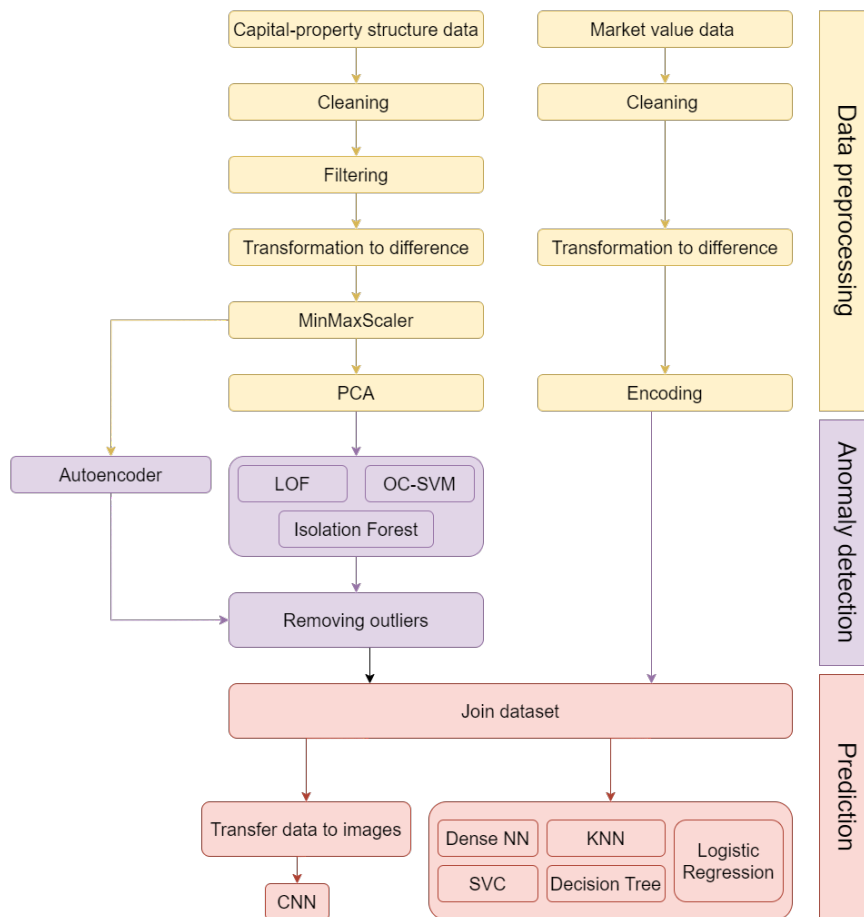 Capital-property structure data
Market value data
Cleaning
Cleaning
Filtering
Transformation to difference
Transformation to difference
MinMaxScaler
PCA
Encoding
Data preprocessing
Autoencoder
LOF
OC-SVM
Isolation Forest
Removing outliers
Anomaly detection
Join dataset
Transfer data to images
CNN
Dense NN
KNN
SVC
Decision Tree
Logistic
Regression
Prediction